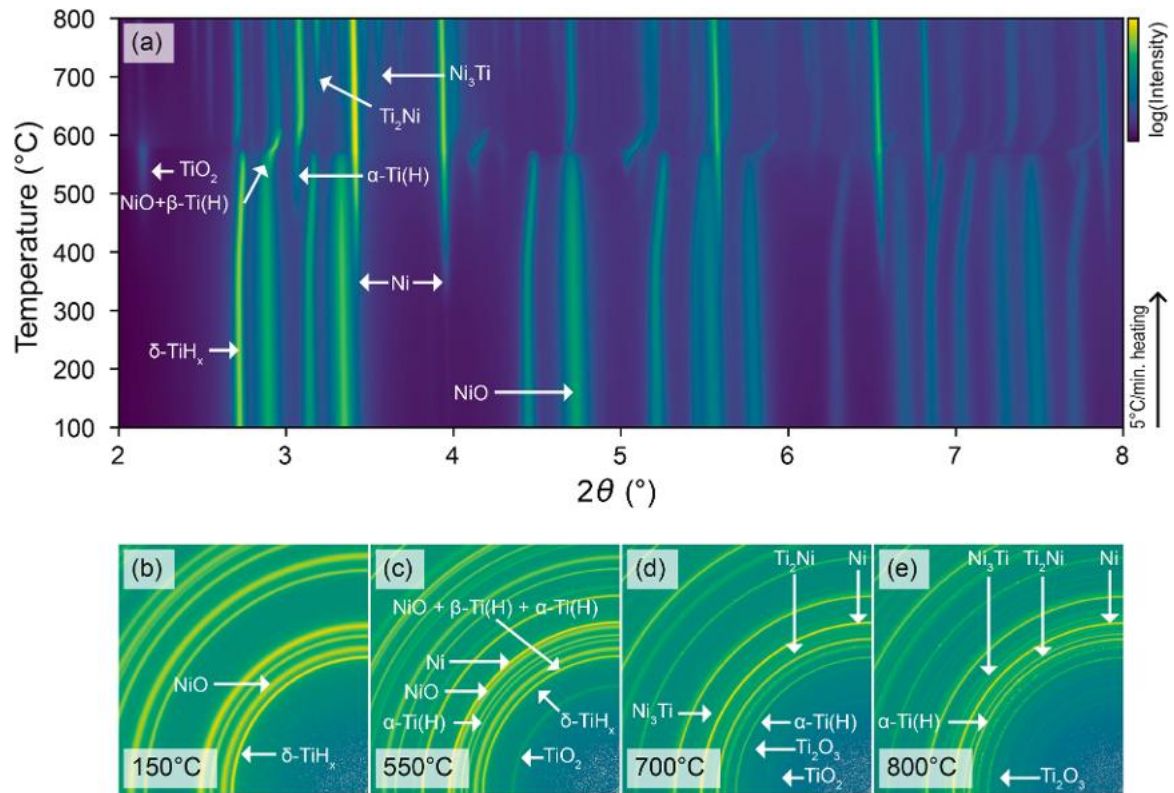 (a)
800
700
600
500
400
300
200
100
Temperature (°C)
2 3 4 5 6 7 8
2θ (°)
Ni₃Ti
Ti₂Ni
TiO₂
α-Ti(H)
NiO+β-Ti(H)
Ni
δ-TiHₓ
NiO
log(Intensity)
5°C/min. heating
(b)
NiO
δ-TiHₓ
150°C
(c)
NiO + β-Ti(H) + α-Ti(H)
Ni
NiO
α-Ti(H)
δ-TiHₓ
TiO₂
550°C
(d)
Ti₂Ni
Ni
Ni₃Ti
α-Ti(H)
Ti₂O₃
TiO₂
700°C
(e)
Ni₃Ti
Ti₂Ni
Ni
α-Ti(H)
Ti₂O₃
800°C